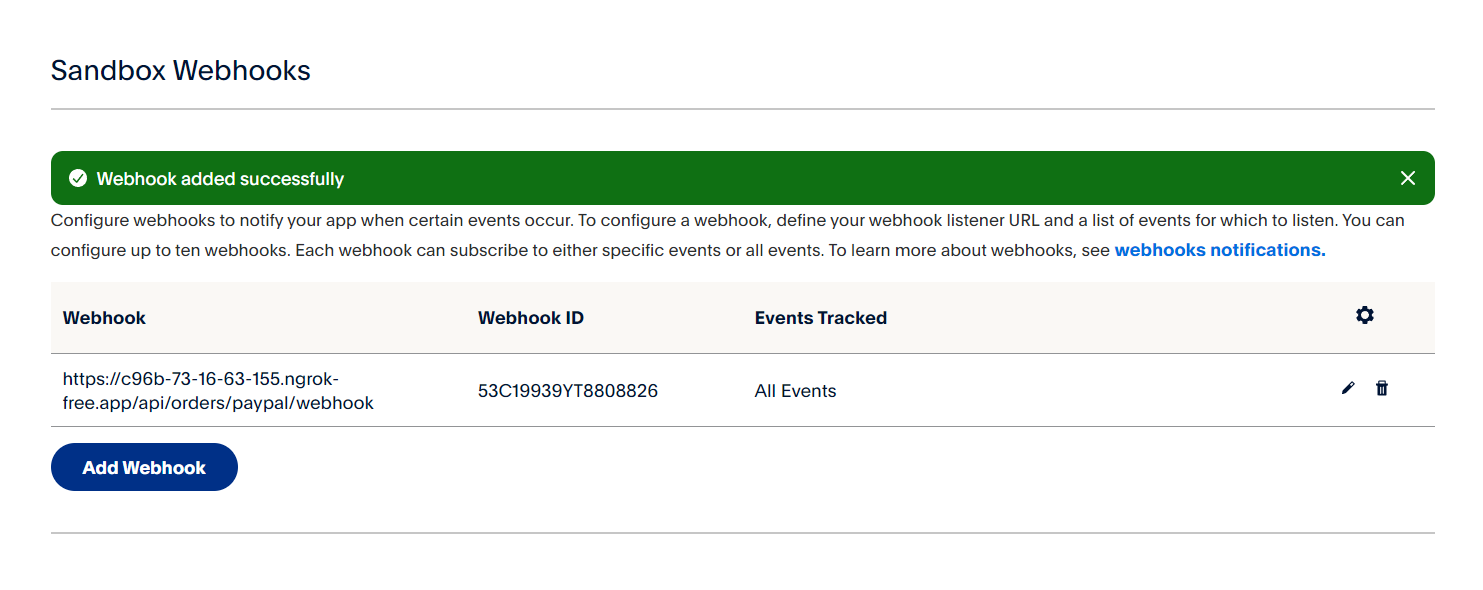 Sandbox Webhooks
Webhook added successfully
Configure webhooks to notify your app when certain events occur. To configure a webhook, define your webhook listener URL and a list of events for which to listen. You can
configure up to ten webhooks. Each webhook can subscribe to either specific events or all events. To learn more about webhooks, see webhooks notifications.
Webhook Webhook ID Events Tracked
https://c96b-73-16-63-155.ngrok-
free.app/api/orders/paypal/webhook
53C19939YT8808826
All Events
Add Webhook